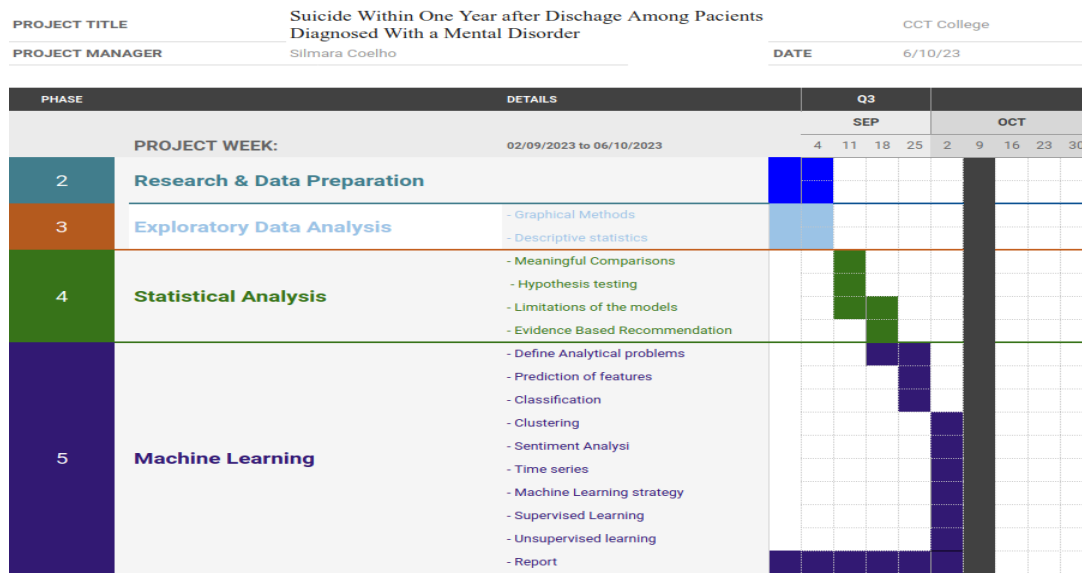 PROJECT TITLE
Suicide Within One Year after Dischage Among Pacients
Diagnosed With a Mental Disorder
CCT College
PROJECT MANAGER
Silmara Coelho
DATE
6/10/23
PHASE
DETAILS
Q3
SEP
OCT
PROJECT WEEK:
02/09/2023 to 06/10/2023
4 11 18 25 2 9 16 23 30
2
Research & Data Preparation
3
Exploratory Data Analysis
- Graphical Methods
- Descriptive statistics
4
Statistical Analysis
- Meaningful Comparisons
- Hypothesis testing
- Limitations of the models
- Evidence Based Recommendation
5
Machine Learning
- Define Analytical problems
- Prediction of features
- Classification
- Clustering
- Sentiment Analysi
- Time series
- Machine Learning strategy
- Supervised Learning
- Unsupervised learning
- Report